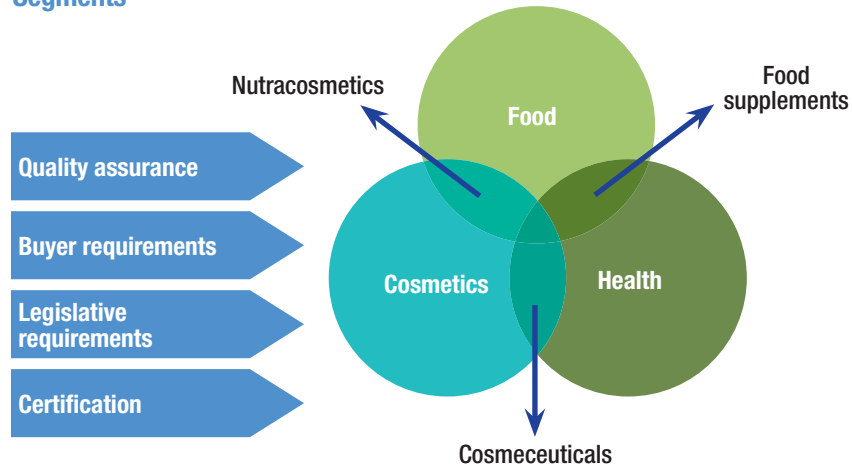 Segments
Nutracosmetics
Food
supplements
Food
Quality assurance
Buyer requirements
Cosmetics
Health
Legislative
requirements
Certification
Cosmeceuticals